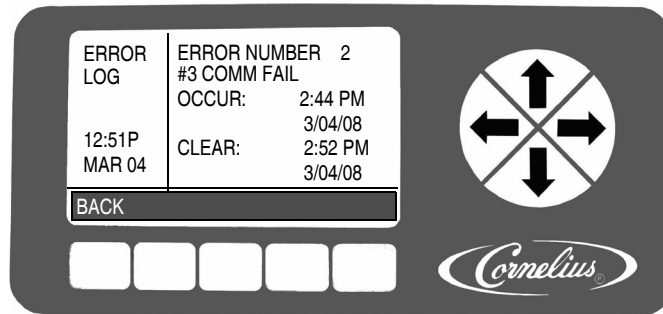 ERROR LOG
12:51P
MAR 04
ERROR NUMBER 2
#3 COMM FAIL
OCCUR: 2:44 PM
3/04/08
CLEAR: 2:52 PM
3/04/08
BACK
Cornelius®